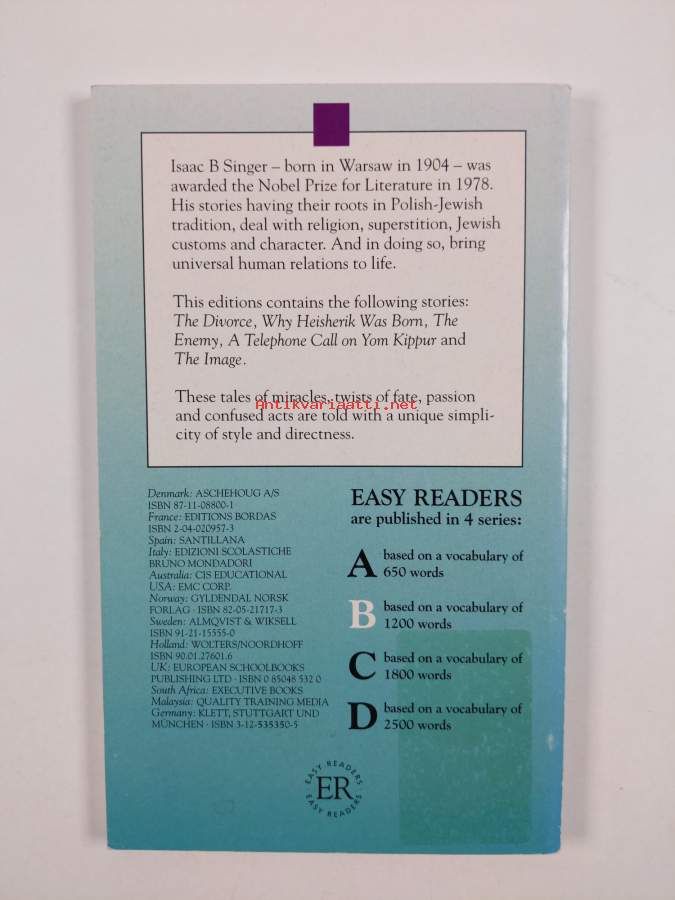 Isaac B Singer – born in Warsaw in 1904 – was
awarded the Nobel Prize for Literature in 1978.
His stories having their roots in Polish-Jewish
tradition, deal with religion, superstition, Jewish
customs and character. And in doing so, bring
universal human relations to life.
This editions contains the following stories:
The Divorce, Why Heisherik Was Born, The
Enemy, A Telephone Call on Yom Kippur and
The Image.
These tales of miracles, twists of fate, passion
Antikvariaatti.net
and confused acts are told with a unique simpli-
city of style and directness.
Denmark: ASCHEHOUG A/S
ISBN 87-11-08800-1
France: EDITIONS BORDAS
ISBN 2-04-020957-3
Spain: SANTILLANA
Italy: EDIZIONI SCOLASTICHE
BRUNO MONDADORI
Australia: CIS EDUCATIONAL
USA: EMC CORP.
Norway: GYLDENDAL NORSK
FORLAG · ISBN 82-05-21717-3
Sweden: ALMQVIST & WIKSELL
ISBN 91-21-15555-0
Holland: WOLTERS/NOORDHOFF
ISBN 90.01.27601.6
UK: EUROPEAN SCHOOLBOOKS
PUBLISHING LTD · ISBN 0 85048 532 0
South Africa: EXECUTIVE BOOKS
Malaysia: QUALITY TRAINING MEDIA
Germany: KLETT, STUTTGART UND
MÜNCHEN · ISBN 3-12-535350-5
EASY READERS
are published in 4 series:
A based on a vocabulary of
650 words
B based on a vocabulary of
1200 words
C based on a vocabulary of
1800 words
D based on a vocabulary of
2500 words
EASY READERS
ER
EASY READERS